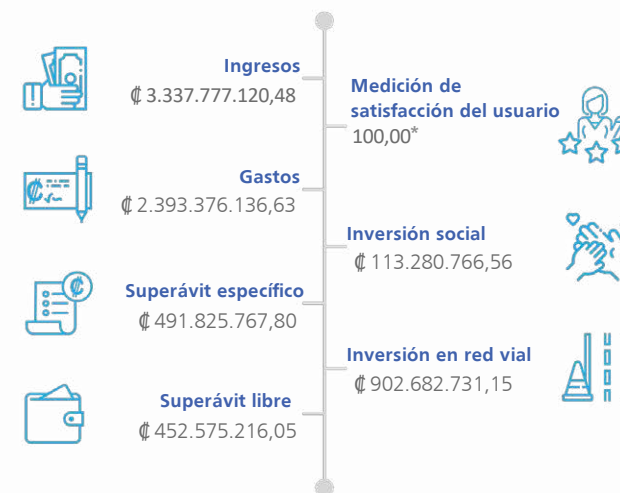 Ingresos
₡ 3.337.777.120,48
Medición de
satisfacción del usuario
100,00*
Gastos
₡ 2.393.376.136,63
Inversión social
₡ 113.280.766,56
Superávit específico
₡ 491.825.767,80
Inversión en red vial
₡ 902.682.731,15
Superávit libre
₡ 452.575.216,05